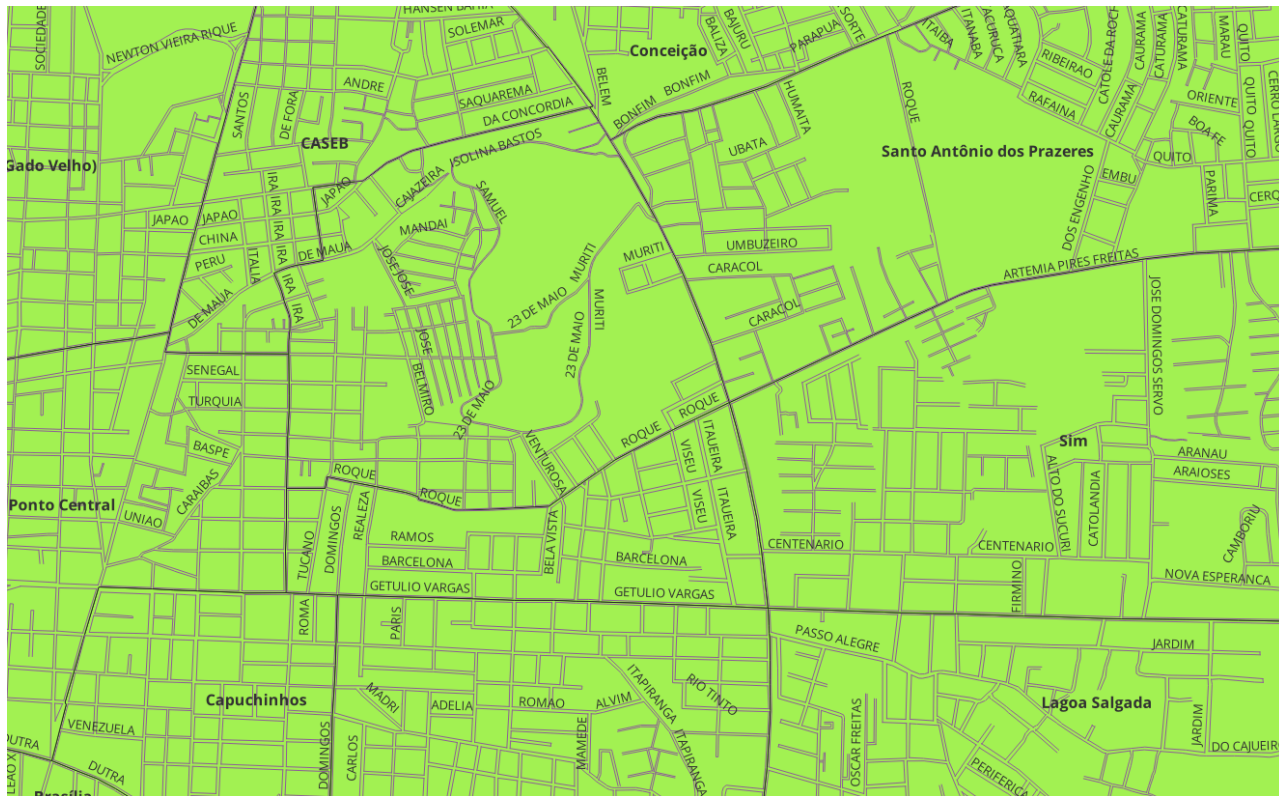 HANSEN BAHIA
SOLEMAR
SOCIEDADE
NEWTON VIEIRA RIQUE
Conceição
BALIZA
BAJURU
PARAPUA
SORTE
ITAIBA
ITANABA
ACURUCA
AQUATIARA
RIBEIRAO
CATOLE DA ROCH
CAURAMA
CATURAMA
CATURAMA
MARAU
QUITO
ANDRE
SAQUAREMA
DA CONCORDIA
BELEM
BONFIM
BONFIM
HUMAITA
ROQUE
RAFAINA
CAURAMA
ORIENTE
QUITO
QUITO
CERRO LARGO
SANTOS
DE FORA
CASEB
ISOLINA BASTOS
UBATA
Santo Antônio dos Prazeres
BOA FE
QUITO
Gado Velho)
IRA
IRA
IRA
IRA
JAPAO
CAJAZEIRA
SAMUEL
EMBU
PARIMA
CERQ
JAPAO
JAPAO
CHINA
PERU
ITALIA
DE MAUA
MANDAI
JOSE
JOSE
MURITI
MURITI
UMBUZEIRO
CARACOL
DOS ENGENHO
ARTEMIA PIRES FREITAS
DE MAUA
IRA
IRA
23 DE MAIO
MURITI
CARACOL
JOSE DOMINGOS SERVO
JOSE
23 DE MAIO
SENEGAL
BELMIRO
TURQUIA
23 DE MAIO
ROQUE
ROQUE
ITAUEIRA
VISEU
BASPE
VENTUROSA
Sim
ARANAU
ARAIOSES
CARAIBAS
ROQUE
ROQUE
REALEZA
VISEU
ITAUEIRA
ALTO DO SUCURI
CATOLANDIA
Ponto Central
UNIAO
TUCANO
DOMINGOS
RAMOS
BELA VISTA
CAMBORIU
BARCELONA
BARCELONA
CENTENARIO
CENTENARIO
FIRMINO
NOVA ESPERANCA
GETULIO VARGAS
GETULIO VARGAS
ROMA
PARIS
PASSO ALEGRE
JARDIM
Capuchinhos
MADRI
ADELIA
ROMAO
ALVIM
ITAPIRANGA
RIO TINTO
Lagoa Salgada
VENEZUELA
DOMINGOS
CARLOS
MAMEDE
ITAPIRANGA
OSCAR FREITAS
JARDIM
DO CAJUEIR
DUTRA
DUTRA
LEAO X
PERIFERICA
Brasília